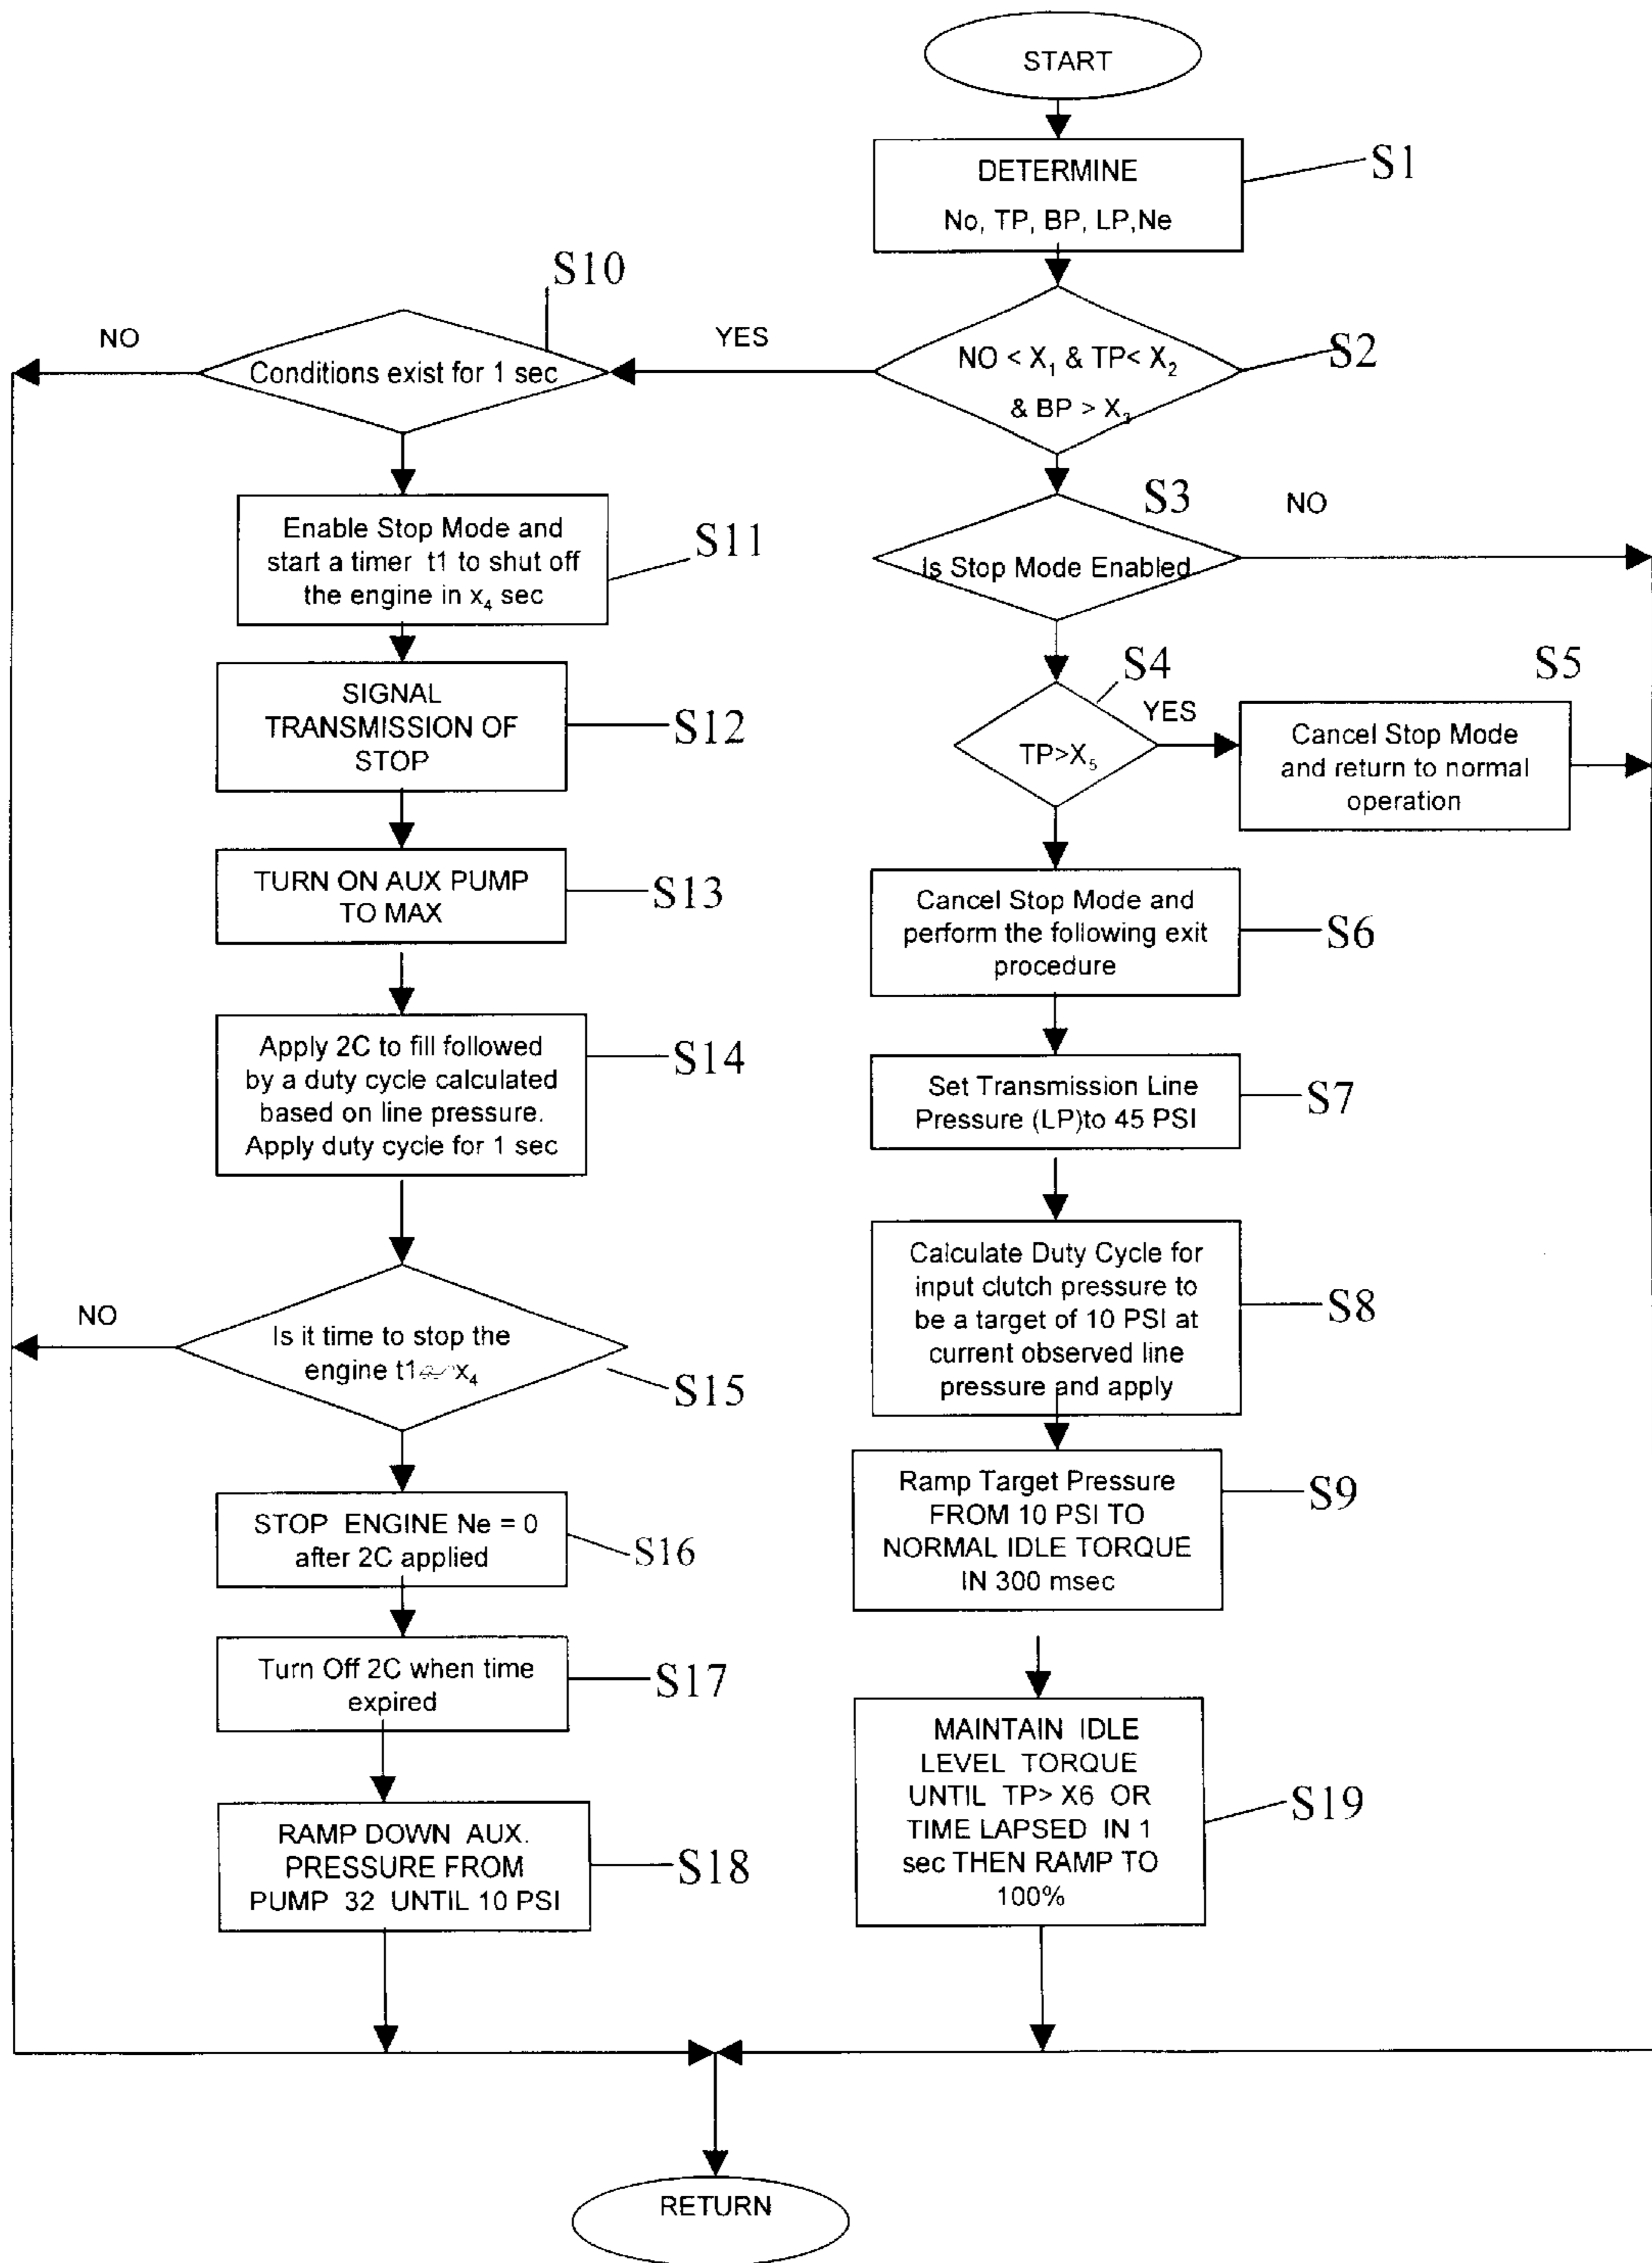 START
DETERMINE
No, TP, BP, LP,Ne
S1
NO < X₁ & TP< X₂
& BP > X₃
S2
YES
S10
Conditions exist for 1 sec
NO
Enable Stop Mode and
start a timer t1 to shut off
the engine in x₄ sec
S11
SIGNAL
TRANSMISSION OF
STOP
S12
TURN ON AUX PUMP
TO MAX
S13
Apply 2C to fill followed
by a duty cycle calculated
based on line pressure.
Apply duty cycle for 1 sec
S14
NO
Is it time to stop the
engine t1 x₄
S15
STOP ENGINE Ne = 0
after 2C applied
S16
Turn Off 2C when time
expired
S17
RAMP DOWN AUX.
PRESSURE FROM
PUMP 32 UNTIL 10 PSI
S18
S3
NO
Is Stop Mode Enabled
S4
YES
TP>X₅
S5
Cancel Stop Mode
and return to normal
operation
Cancel Stop Mode and
perform the following exit
procedure
S6
Set Transmission Line
Pressure (LP)to 45 PSI
S7
Calculate Duty Cycle for
input clutch pressure to
be a target of 10 PSI at
current observed line
pressure and apply
S8
Ramp Target Pressure
FROM 10 PSI TO
NORMAL IDLE TORQUE
IN 300 msec
S9
MAINTAIN IDLE
LEVEL TORQUE
UNTIL TP> X6 OR
TIME LAPSED IN 1
sec THEN RAMP TO
100%
S19
RETURN